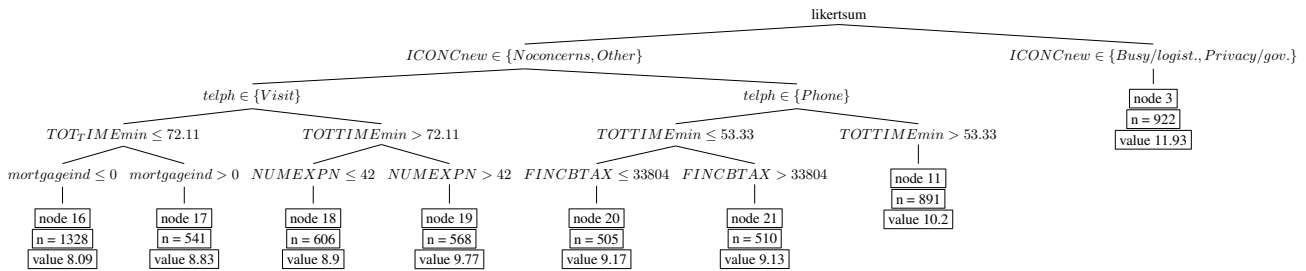 likertsum
ICONCnew ∈ {Noconcerns, Other} ICONCnew ∈ {Busy/logist., Privacy/gov.}
telph ∈ {Visit} telph ∈ {Phone} node 3
n = 922
TOT_TIMEmin ≤ 72.11 TOTTIMEmin > 72.11 TOTTIMEmin ≤ 53.33 TOTTIMEmin > 53.33 value 11.93
mortgageind ≤ 0 mortgageind > 0 NUMEXPN ≤ 42 NUMEXPN > 42 FINCBTAX ≤ 33804 FINCBTAX > 33804 node 11
n = 891
value 10.2
node 16 node 17 node 18 node 19 node 20 node 21
n = 1328 n = 541 n = 606 n = 568 n = 505 n = 510
value 8.09 value 8.83 value 8.9 value 9.77 value 9.17 value 9.13